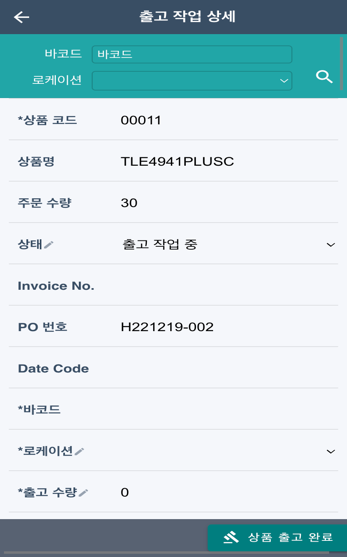 출고 작업 상세
바코드 바코드
로케이션
*상품 코드 00011
상품명 TLE4941PLUSC
주문 수량 30
상태 출고 작업 중
Invoice No.
PO 번호 H221219-002
Date Code
*바코드
*로케이션
*출고 수량 0
상품 출고 완료